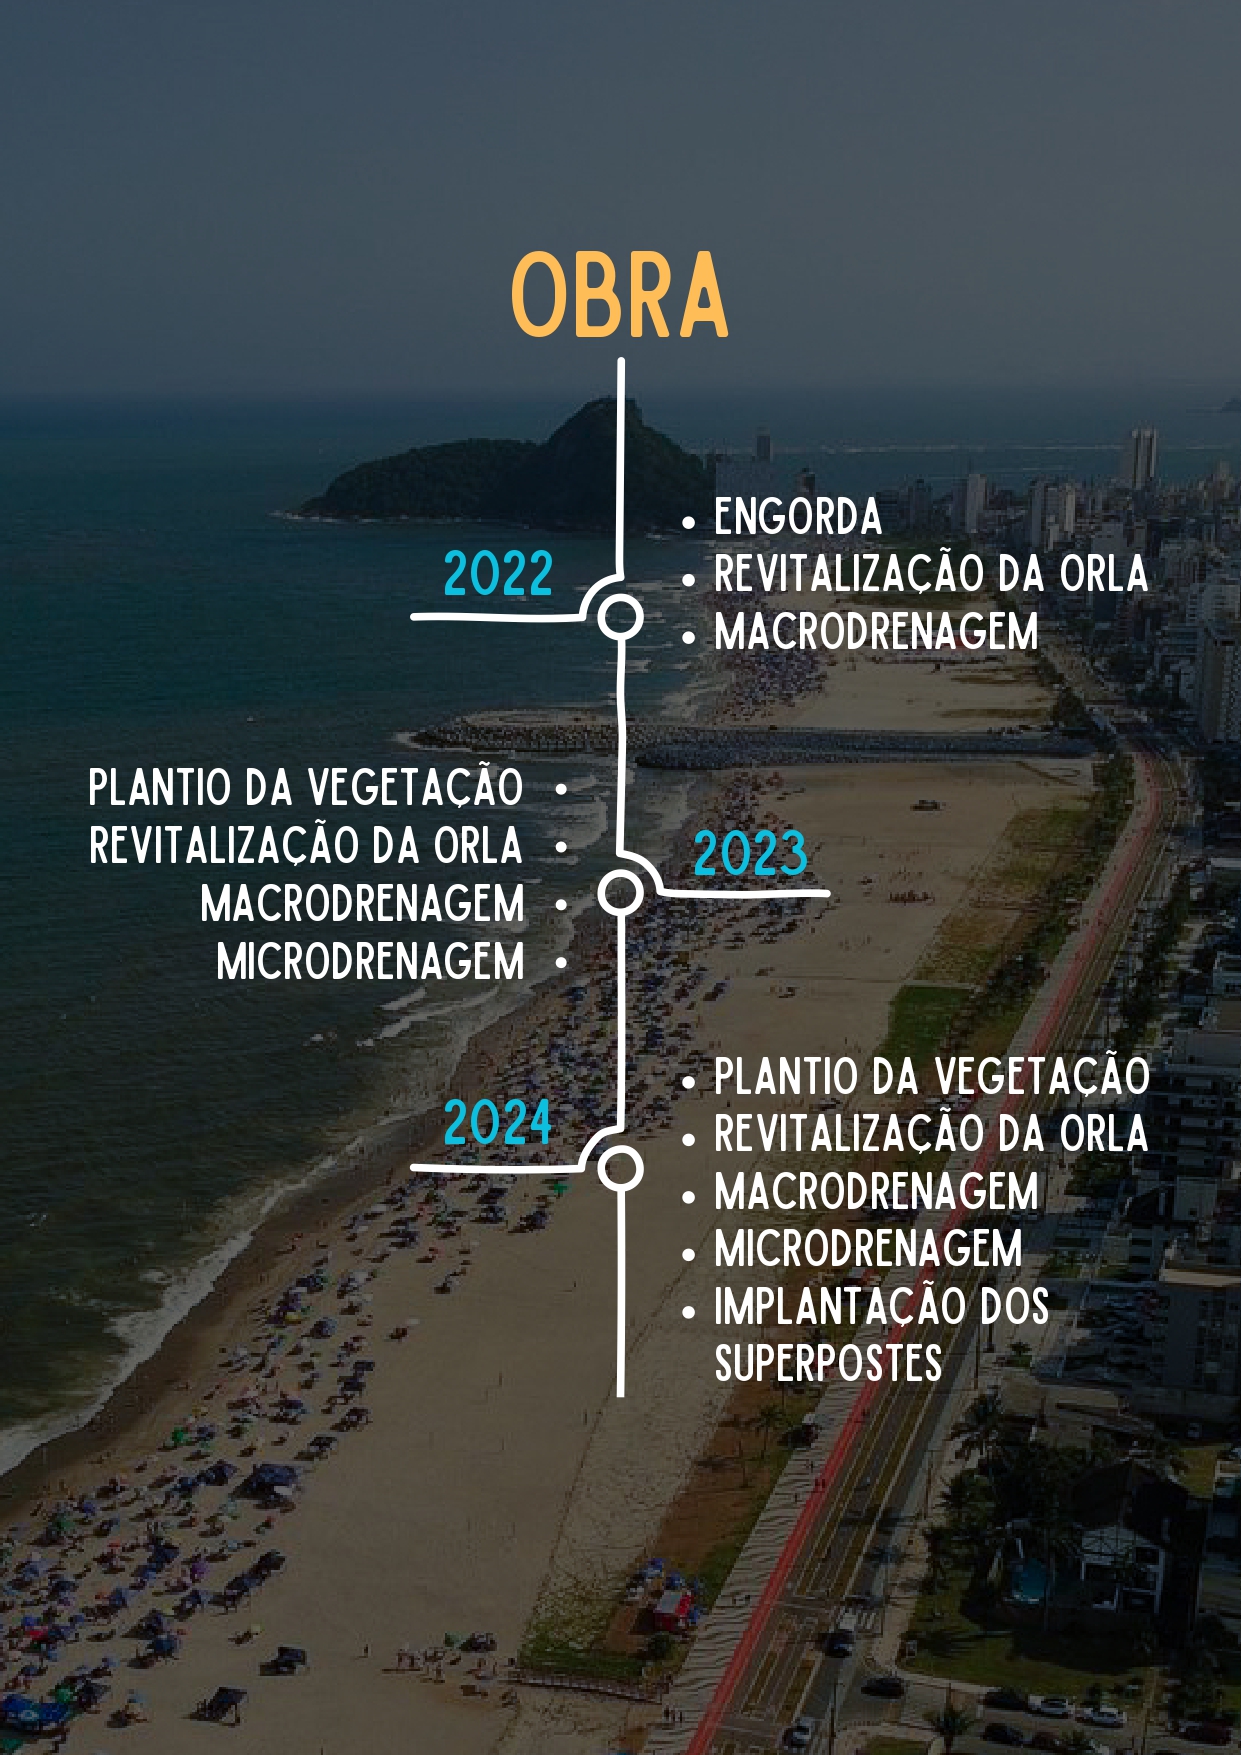 OBRA
2022
• ENGORDA
• REVITALIZAÇÃO DA ORLA
• MACRODRENAGEM
2023
PLANTIO DA VEGETAÇÃO •
REVITALIZAÇÃO DA ORLA •
MACRODRENAGEM •
MICRODRENAGEM •
2024
• PLANTIO DA VEGETAÇÃO
• REVITALIZAÇÃO DA ORLA
• MACRODRENAGEM
• MICRODRENAGEM
• IMPLANTAÇÃO DOS
SUPERPOSTES